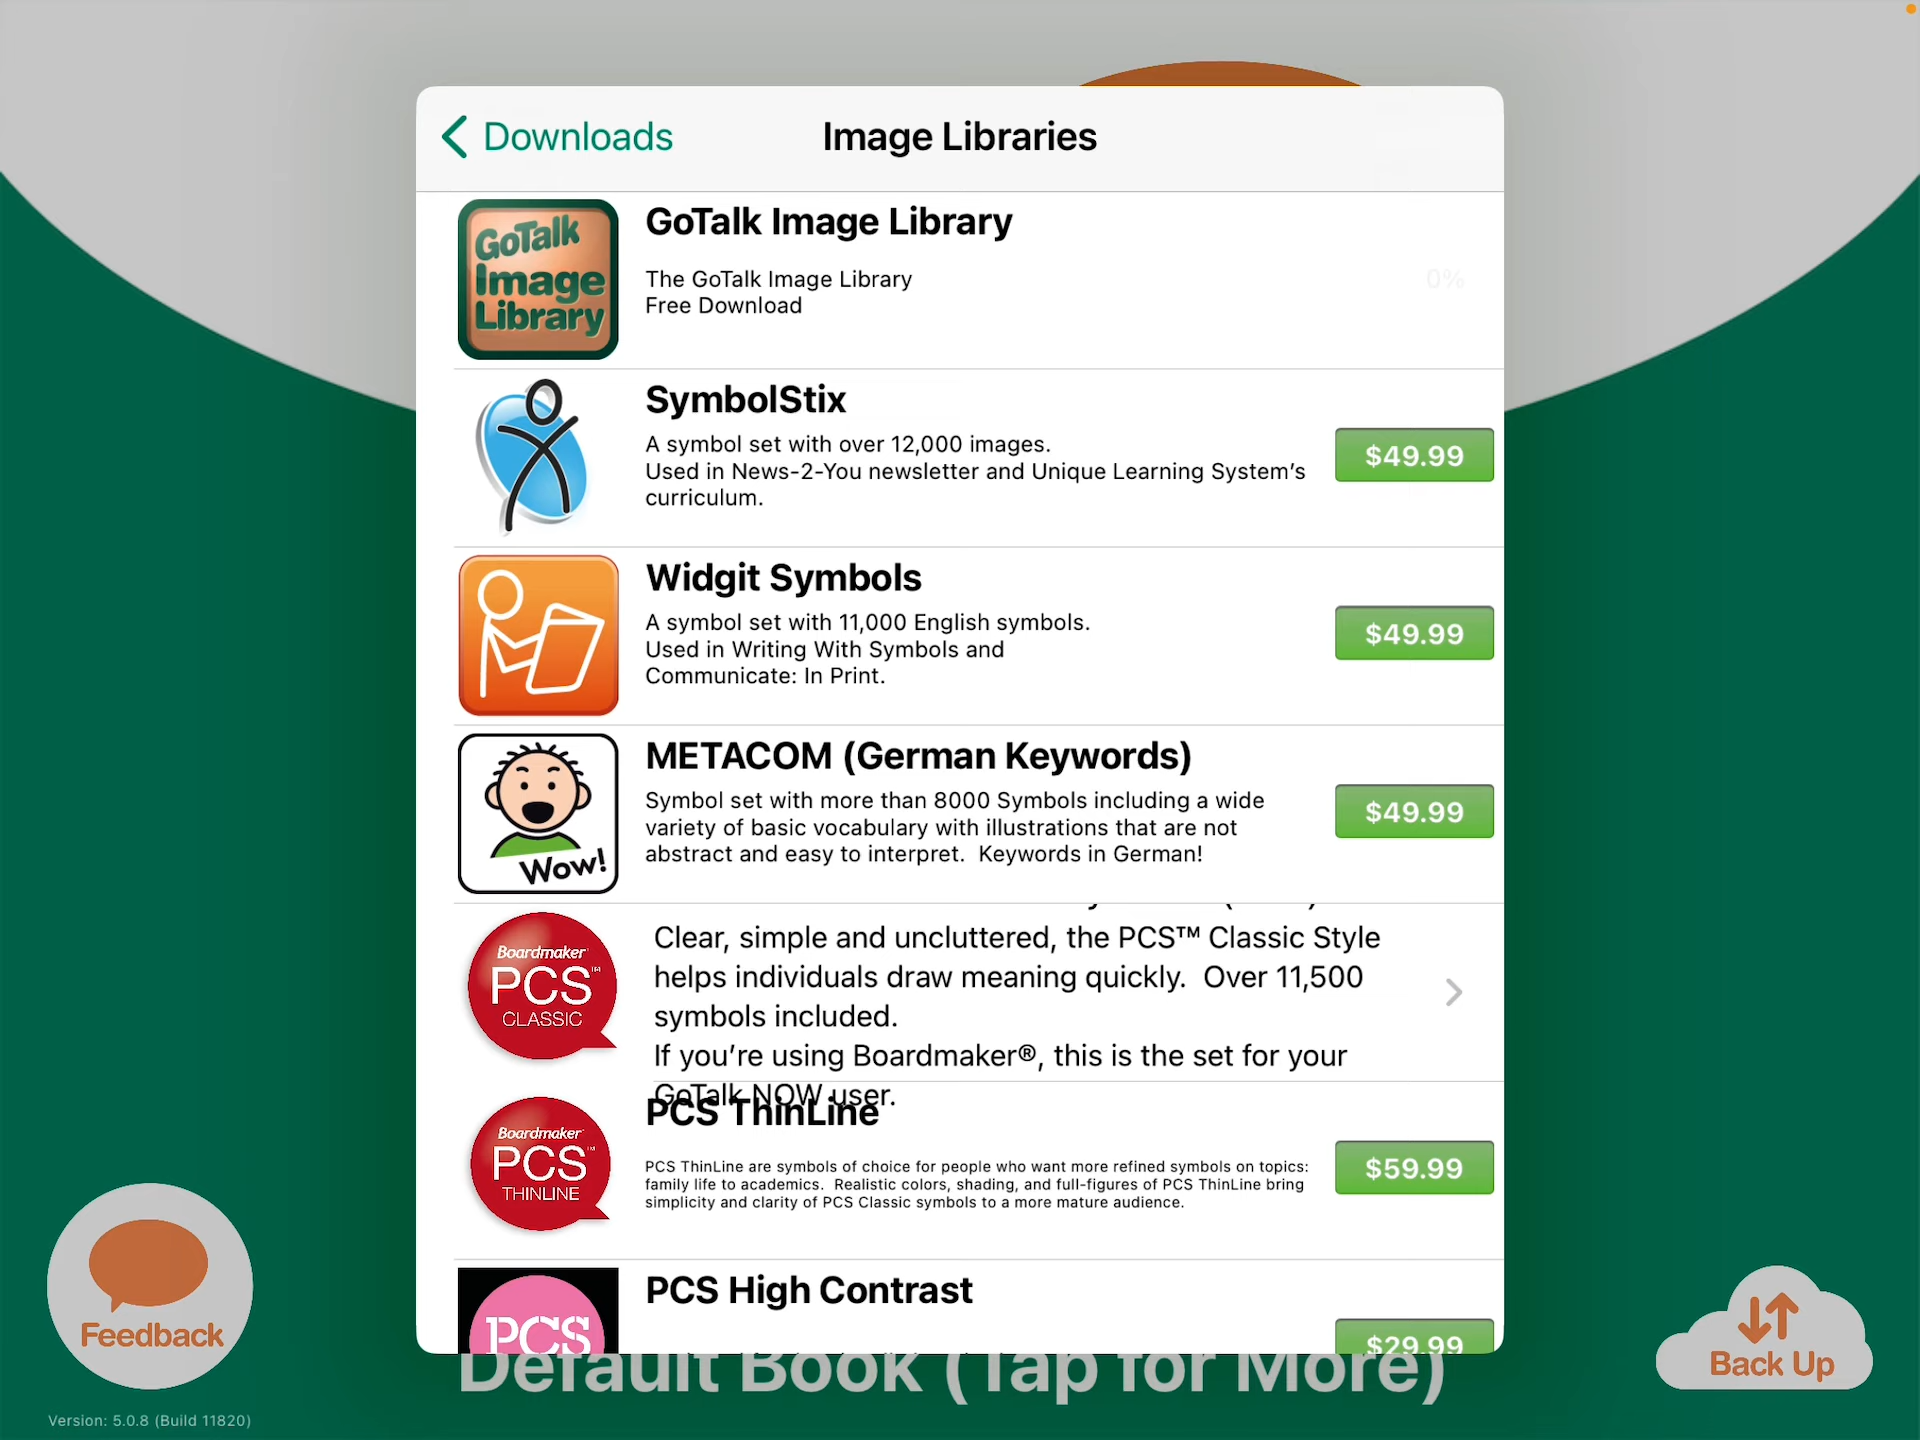 Downloads
Image Libraries
GoTalk
Image
Library
GoTalk Image Library
The GoTalk Image Library
Free Download
0%
SymbolStix
A symbol set with over 12,000 images.
Used in News-2-You newsletter and Unique Learning System's
curriculum.
$49.99
Widgit Symbols
A symbol set with 11,000 English symbols.
Used in Writing With Symbols and
Communicate: In Print.
$49.99
Wow!
METACOM (German Keywords)
Symbol set with more than 8000 Symbols including a wide
variety of basic vocabulary with illustrations that are not
abstract and easy to interpret.  Keywords in German!
$49.99
Boardmaker
PCS™
CLASSIC
Clear, simple and uncluttered, the PCS™ Classic Style
helps individuals draw meaning quickly.  Over 11,500
symbols included.
If you're using Boardmaker®, this is the set for your
GoTalk NOW user.
Boardmaker
PCS™
THINLINE
PCS ThinLine
PCS ThinLine are symbols of choice for people who want more refined symbols on topics:
family life to academics.  Realistic colors, shading, and full-figures of PCS ThinLine bring
simplicity and clarity of PCS Classic symbols to a more mature audience.
$59.99
PCS
PCS High Contrast
$29.99
Feedback
Default Book (Tap for More)
Back Up
Version: 5.0.8 (Build 11820)